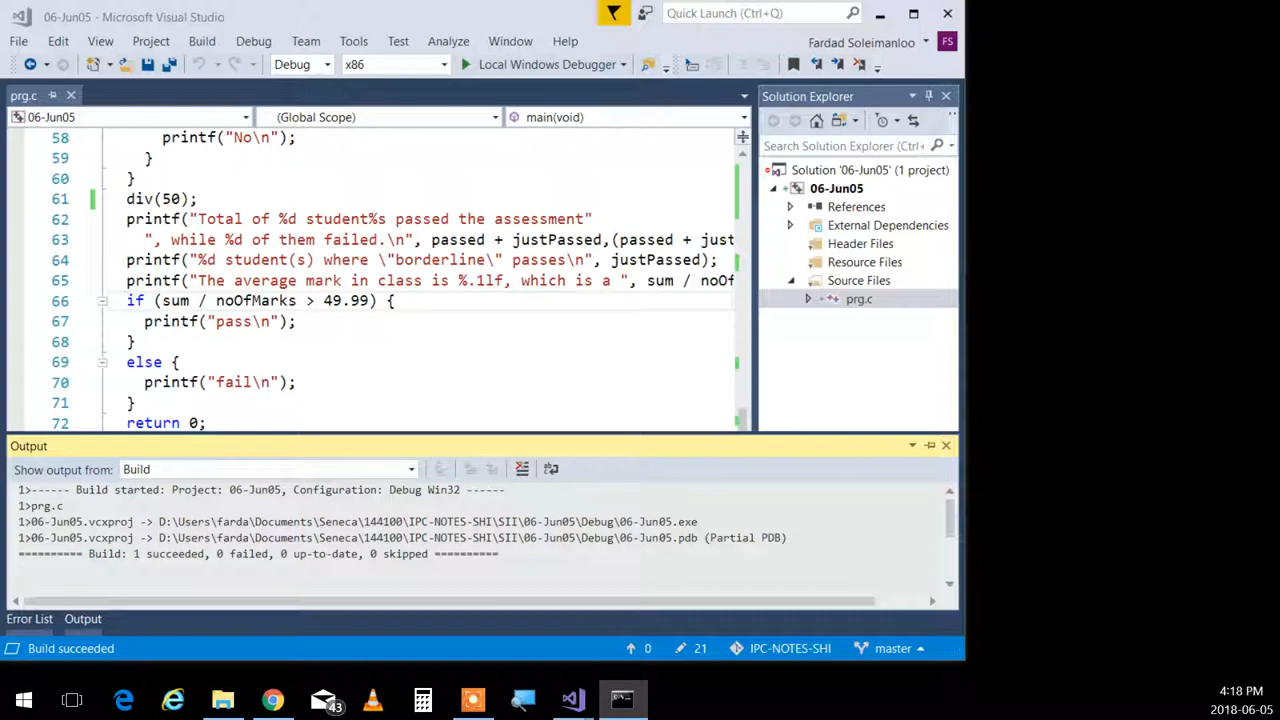 06-Jun05 - Microsoft Visual Studio
Quick Launch (Ctrl+Q)
File Edit View Project Build Debug Team Tools Test Analyze Window Help
Fardad Soleimanloo FS
Debug x86 Local Windows Debugger
prg.c
06-Jun05 (Global Scope) main(void)
58 printf("No\n");
59 }
60 }
61 div(50);
62 printf("Total of %d student%s passed the assessment"
63 ", while %d of them failed.\n", passed + justPassed,(passed + just
64 printf("%d student(s) where \"borderline\" passes\n", justPassed);
65 printf("The average mark in class is %.1lf, which is a ", sum / noOf
66 if (sum / noOfMarks > 49.99) {
67 printf("pass\n");
68 }
69 else {
70 printf("fail\n");
71 }
72 return 0;
Solution Explorer
Search Solution Explorer (Ctrl+
Solution '06-Jun05' (1 project)
06-Jun05
References
External Dependencies
Header Files
Resource Files
Source Files
prg.c
Output
Show output from: Build
1>------ Build started: Project: 06-Jun05, Configuration: Debug Win32 ------
1>prg.c
1>06-Jun05.vcxproj -> D:\Users\farda\Documents\Seneca\144100\IPC-NOTES-SHI\SII\06-Jun05\Debug\06-Jun05.exe
1>06-Jun05.vcxproj -> D:\Users\farda\Documents\Seneca\144100\IPC-NOTES-SHI\SII\06-Jun05\Debug\06-Jun05.pdb (Partial PDB)
========== Build: 1 succeeded, 0 failed, 0 up-to-date, 0 skipped ==========
Error List Output
Build succeeded 0 21 IPC-NOTES-SHI master
43
4:18 PM
2018-06-05